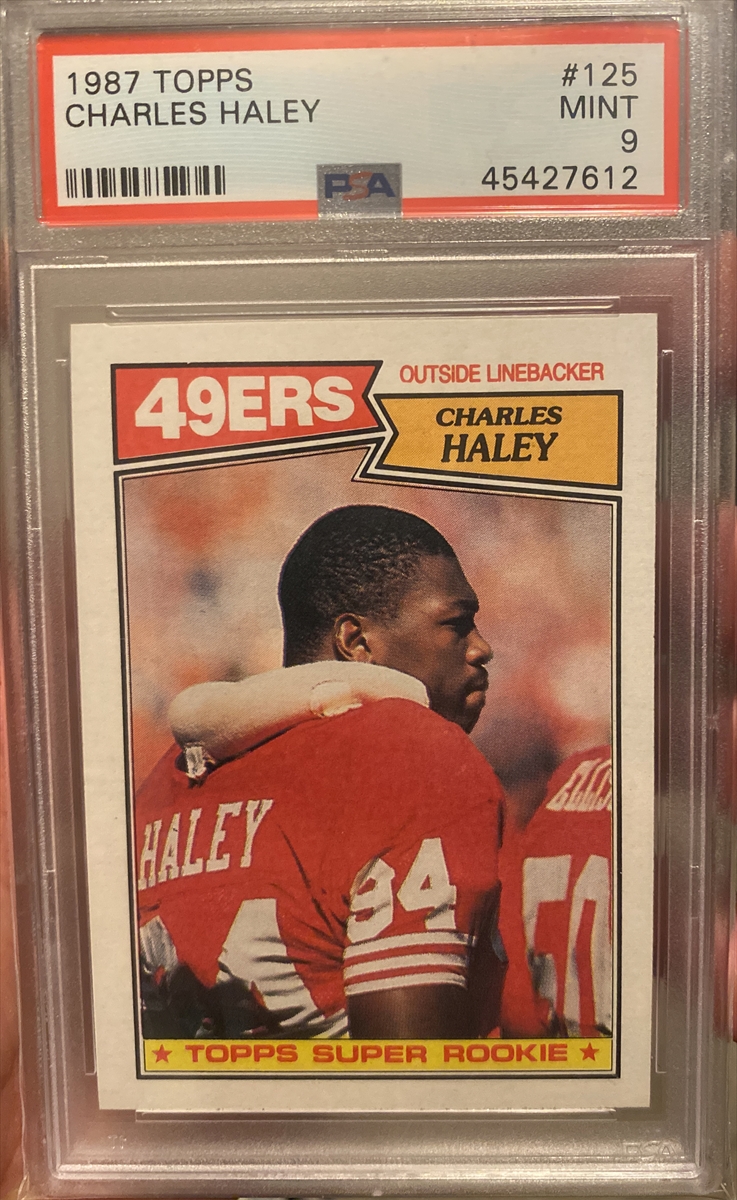 1987 TOPPS #125
CHARLES HALEY MINT
9
PSA 45427612
49ERS
OUTSIDE LINEBACKER
CHARLES
HALEY
HALEY
94
50
★ TOPPS SUPER ROOKIE ★
PSA